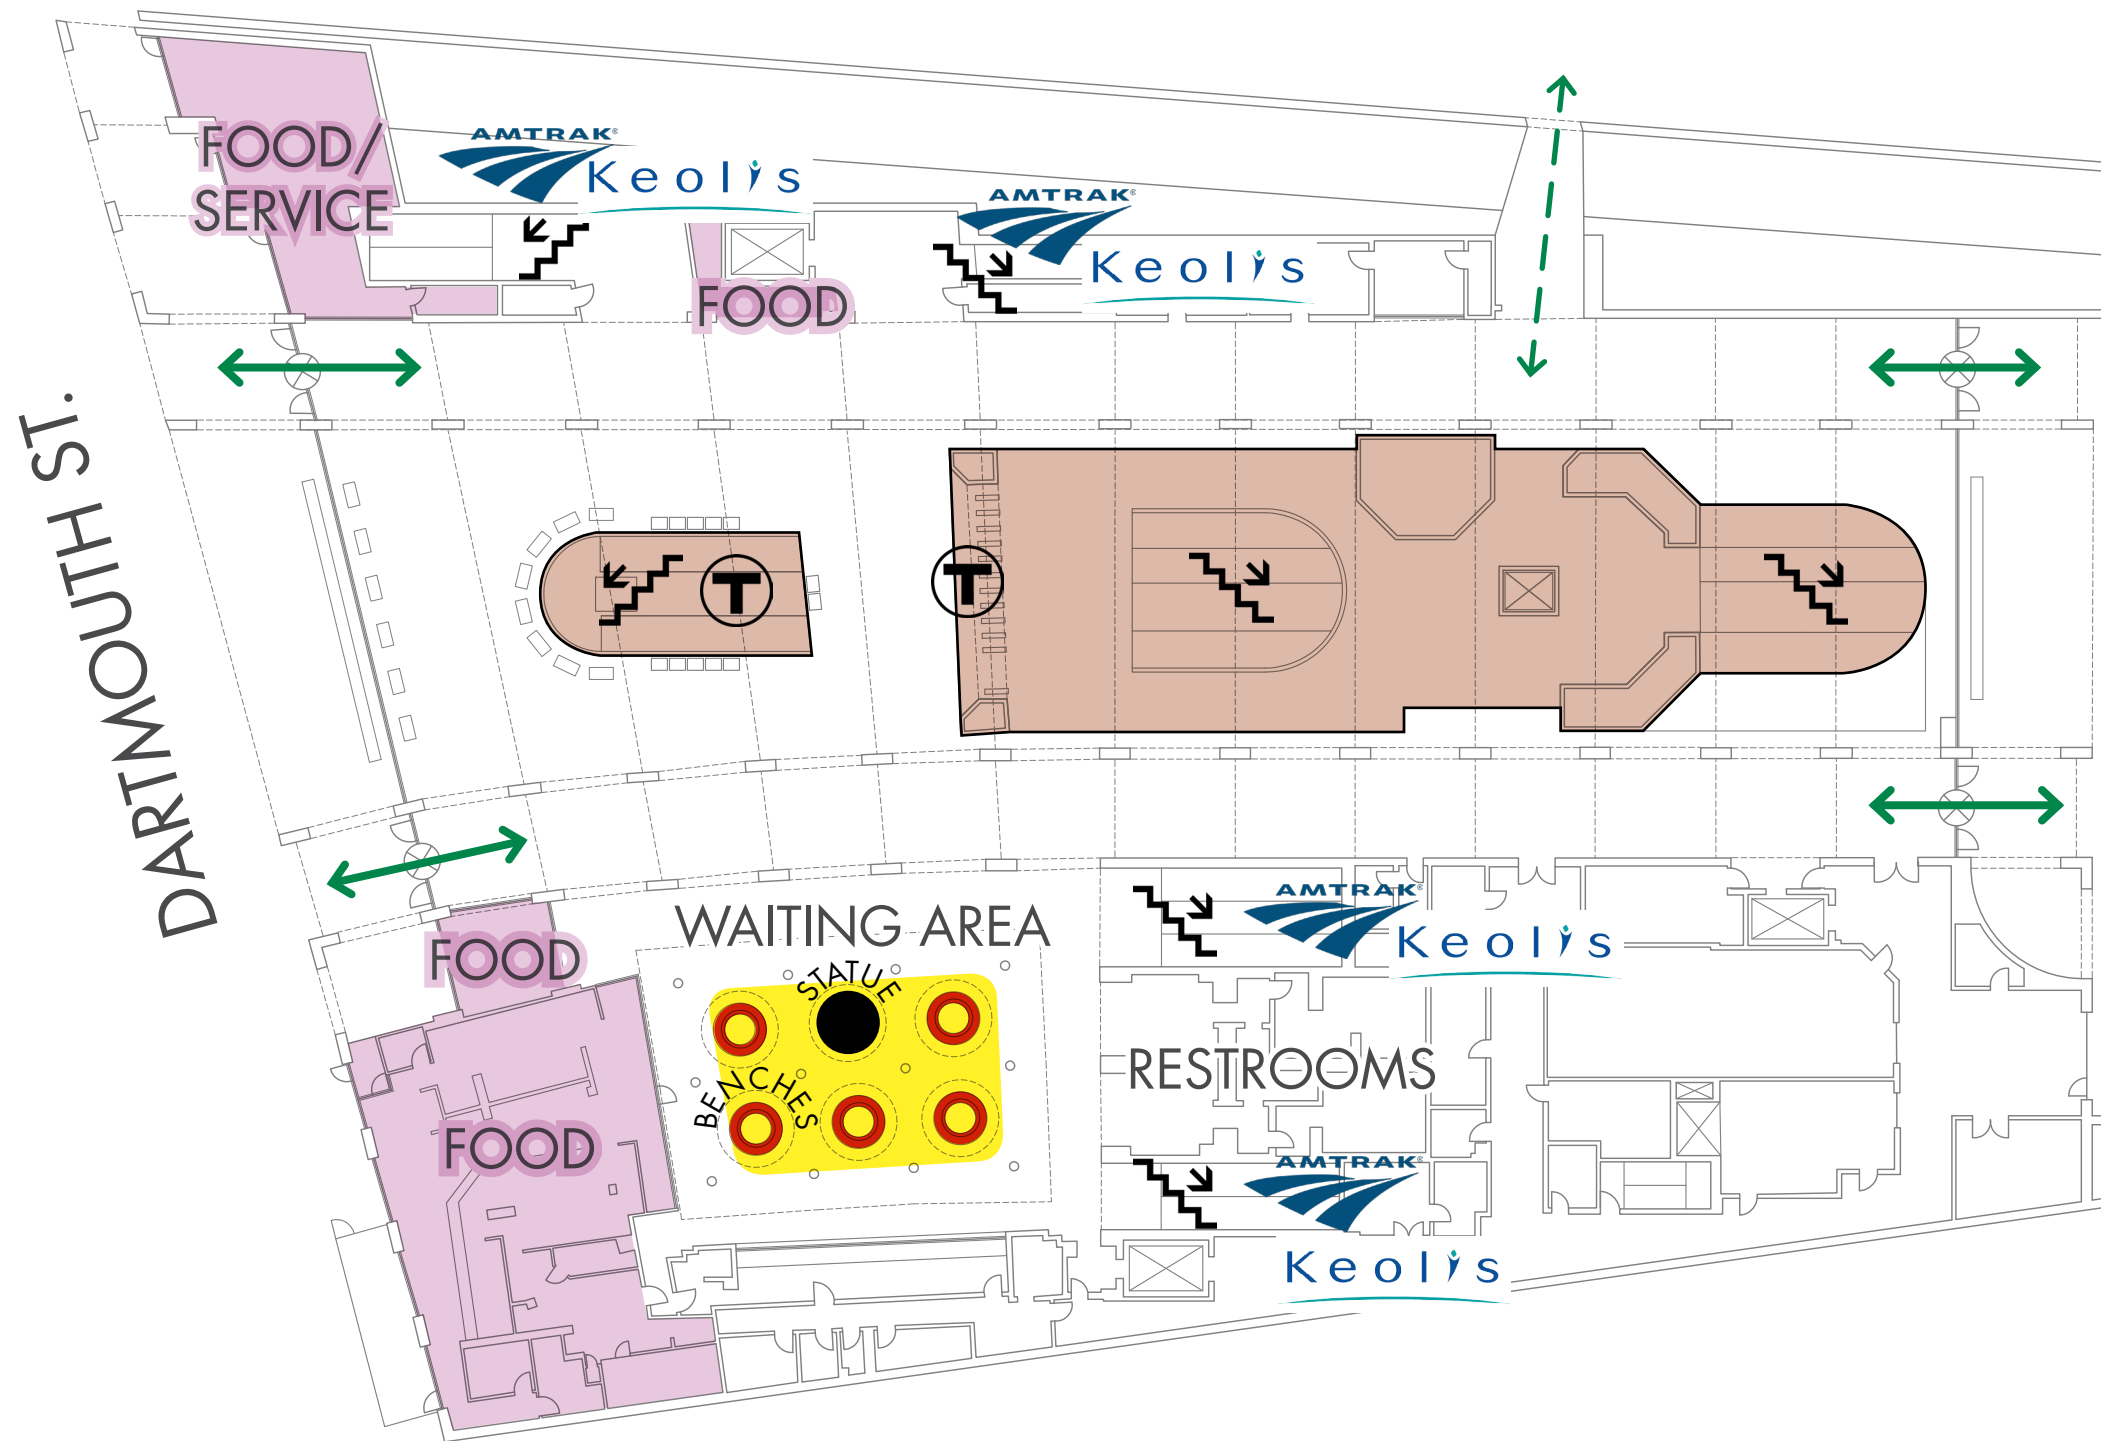 FOOD/
SERVICE
AMTRAK®
Keolis
AMTRAK®
Keolis
FOOD
DARTMOUTH ST.
T
T
WAITING AREA
STATUE
BENCHES
FOOD
FOOD
AMTRAK®
Keolis
RESTROOMS
AMTRAK®
Keolis